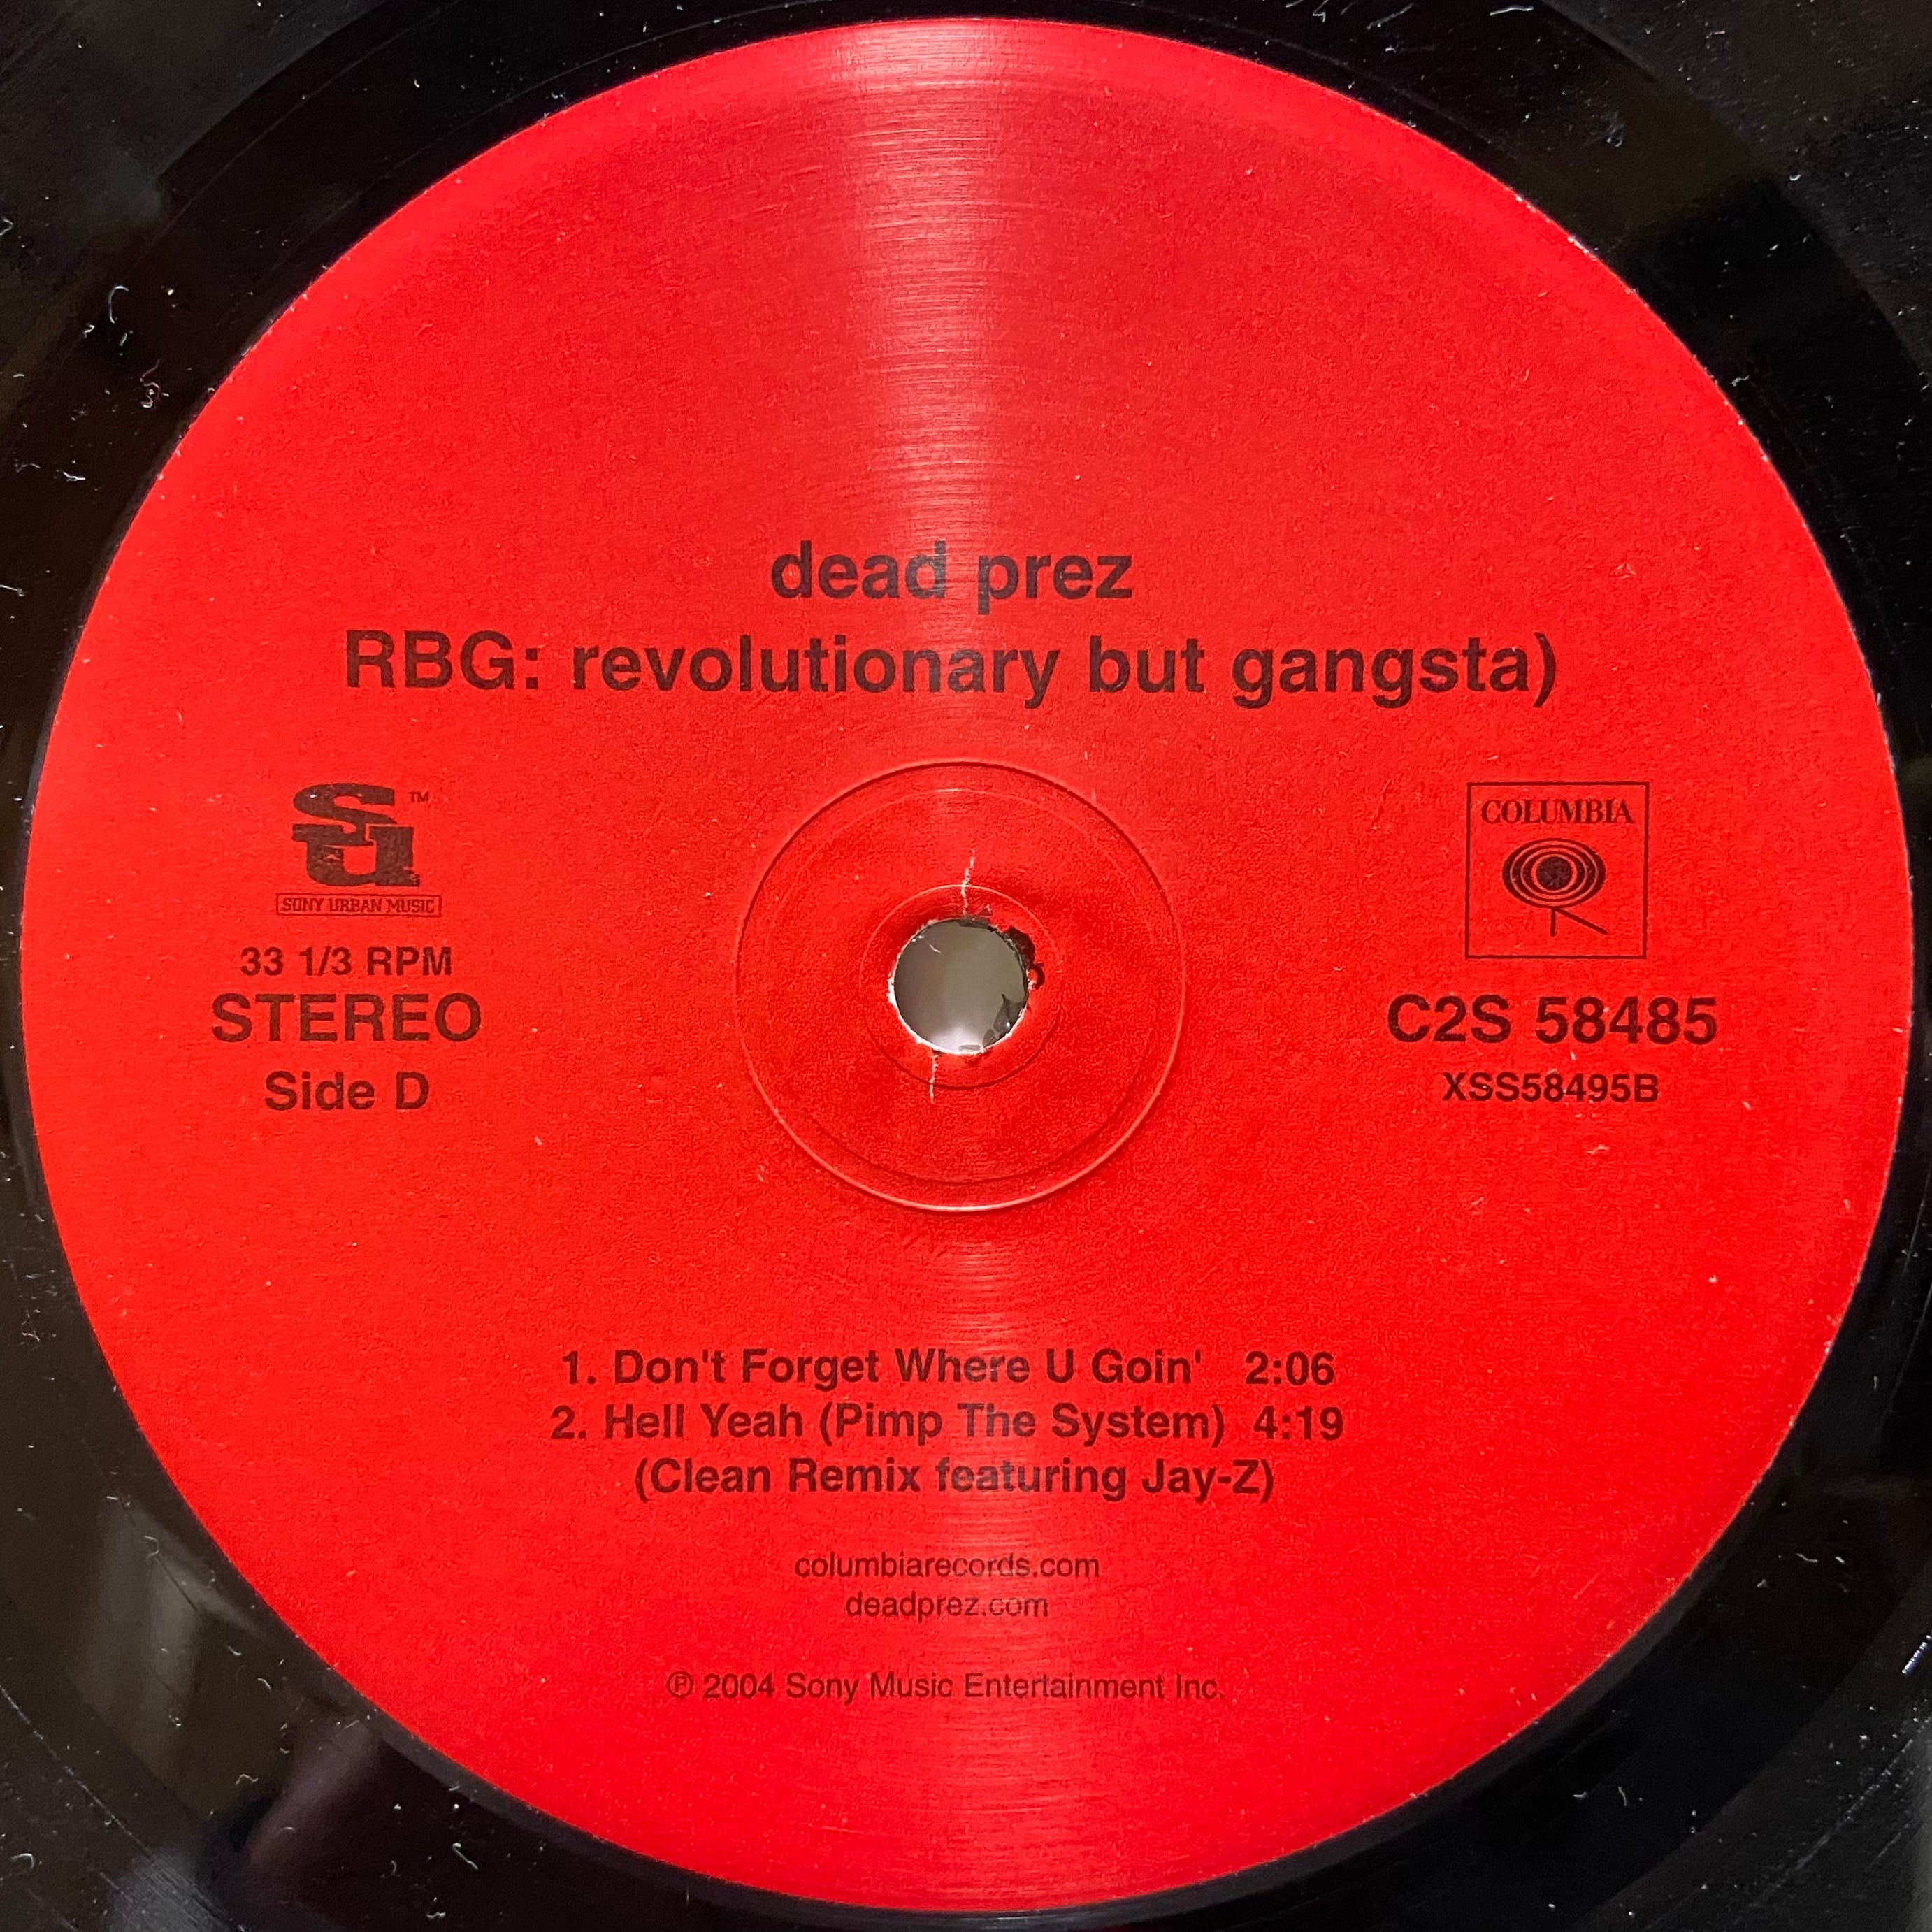 dead prez
RBG: revolutionary but gangsta)
SU™
SONY URBAN MUSIC
33 1/3 RPM
STEREO
Side D
COLUMBIA
C2S 58485
XSS58495B
1. Don't Forget Where U Goin' 2:06
2. Hell Yeah (Pimp The System) 4:19
(Clean Remix featuring Jay-Z)
columbiarecords.com
deadprez.com
℗ 2004 Sony Music Entertainment Inc.